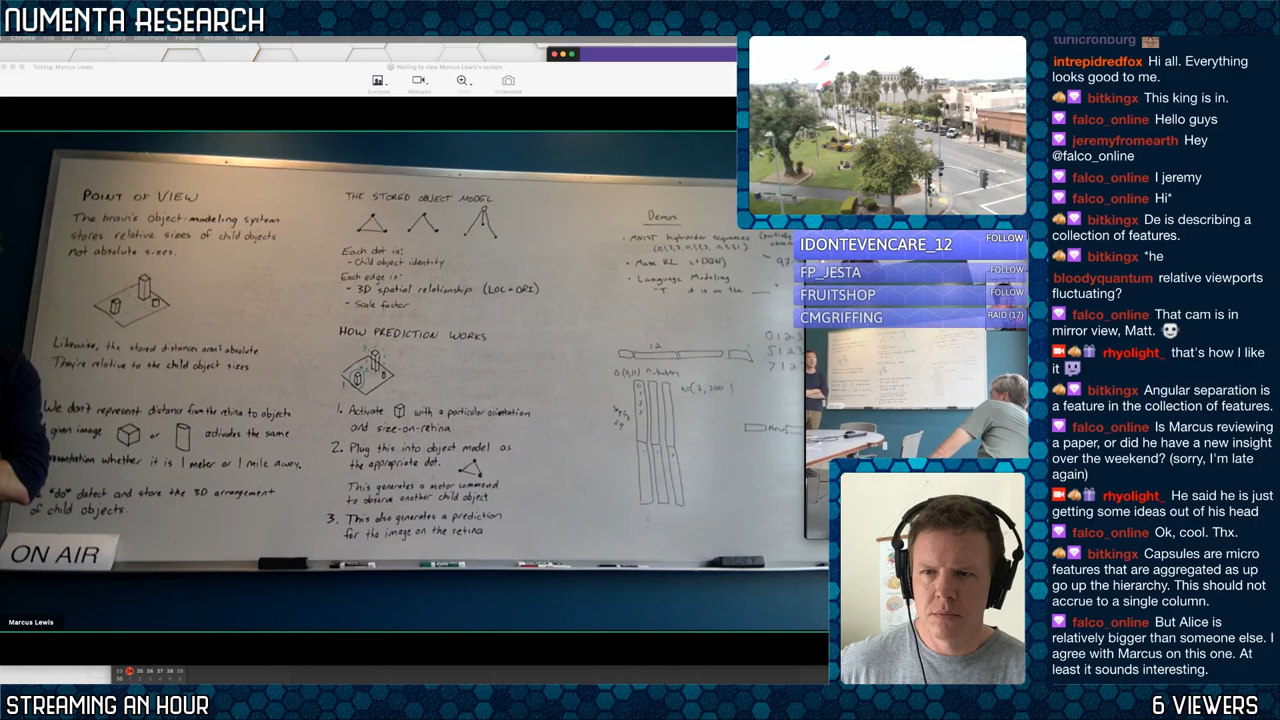 NUMENTA RESEARCH
Talking: Marcus Lewis
Waiting to view Marcus Lewis's screen
POINT OF VIEW
The brain's object-modeling system
stores relative sizes of child objects
not absolute sizes.
Likewise, the stored distances aren't absolute
They're relative to the child object sizes
We don't represent distance from the retina to objects
given image or activates the same
whether it is 1 meter or 1 mile away.
"do" detect and store the 3D arrangement
of child objects
ON AIR
Marcus Lewis
THE STORED OBJECT MODEL
Each dot is:
- Child object identity
Each edge is:
• 3D spatial relationship (LOC + ORI)
• Scale factor
HOW PREDICTION WORKS
1. Activate with a particular orientation
and size-on-retina
2. Plug this into object model as
the appropriate dot.
This generates a motor command
to observe another child object
3. This also generates a prediction
for the image on the retina
Demos
• MNIST high-order sequences
• Language Modeling
12
IDONTEVENCARE_12 FOLLOW
FP_JESTA FOLLOW
FRUITSHOP FOLLOW
CMGRIFFING RAID (17)
turlicronburg
intrepidredfox Hi all. Everything
looks good to me.
bitkingx This king is in.
falco_online Hello guys
jeremyfromearth Hey
@falco_online
falco_online I jeremy
falco_online Hi*
bitkingx De is describing a
collection of features.
bitkingx *he
bloodyquantum relative viewports
fluctuating?
falco_online That cam is in
mirror view, Matt.
rhyolight_ that's how I like
it
bitkingx Angular separation is
a feature in the collection of features.
falco_online Is Marcus reviewing
a paper, or did he have a new insight
over the weekend? (sorry, I'm late
again)
rhyolight_ He said he is just
getting some ideas out of his head
falco_online Ok, cool. Thx.
bitkingx Capsules are micro
features that are aggregated as up
go up the hierarchy. This should not
accrue to a single column.
falco_online But Alice is
relatively bigger than someone else. I
agree with Marcus on this one. At
least it sounds interesting.
STREAMING AN HOUR
6 VIEWERS